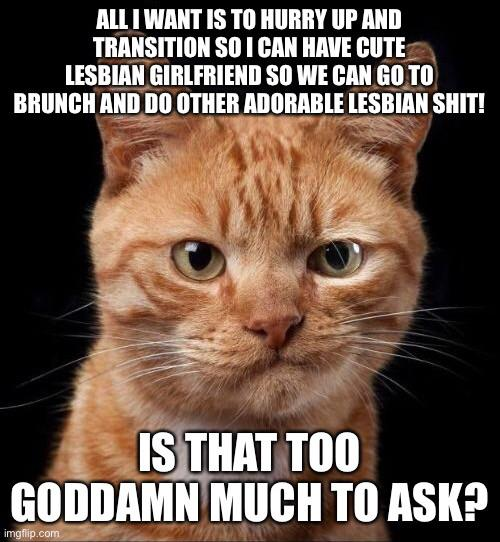 ALL I WANT IS TO HURRY UP AND
TRANSITION SO I CAN HAVE CUTE
LESBIAN GIRLFRIEND SO WE CAN GO TO
BRUNCH AND DO OTHER ADORABLE LESBIAN SHIT!
IS THAT TOO
GODDAMN MUCH TO ASK?
imgflip.com